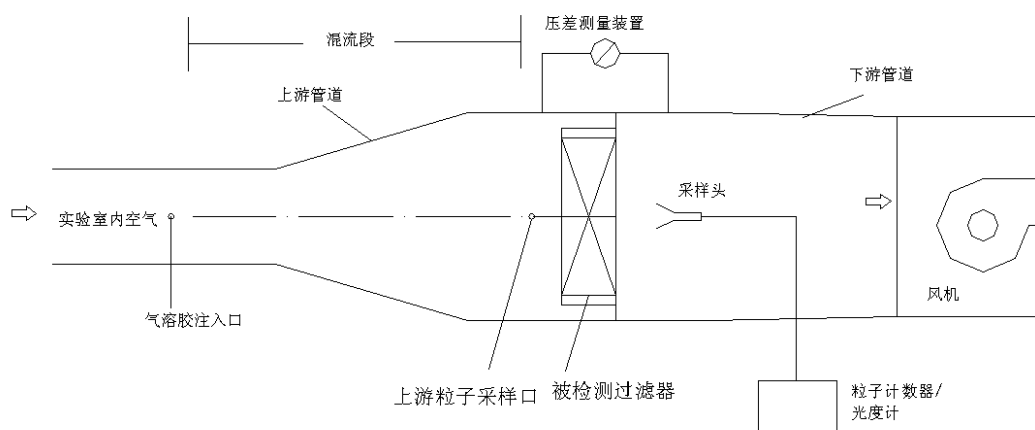 压差测量装置
混流段
下游管道
上游管道
采样头
实验室内空气
风机
气溶胶注入口
上游粒子采样口
被检测过滤器
粒子计数器/
光度计